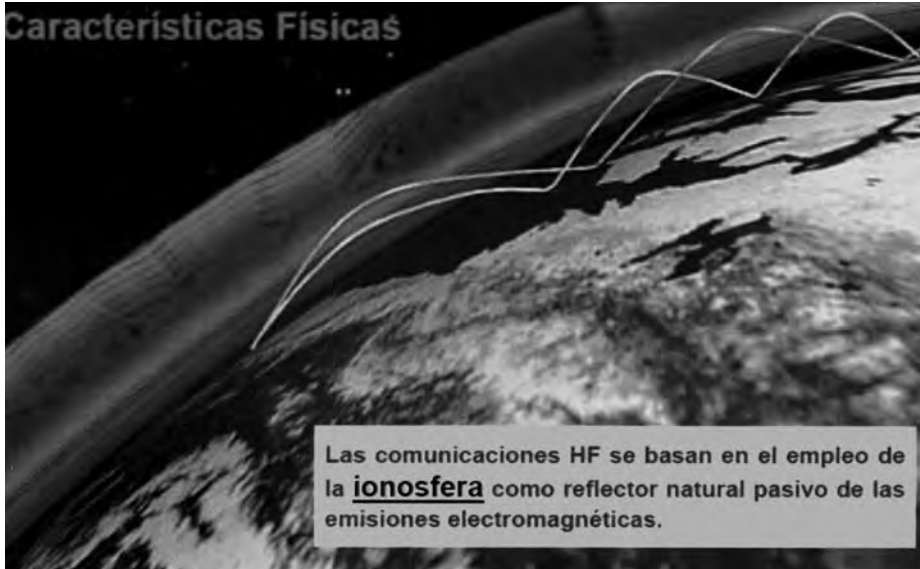 Características Físicas
Las comunicaciones HF se basan en el empleo de
la ionosfera como reflector natural pasivo de las
emisiones electromagnéticas.